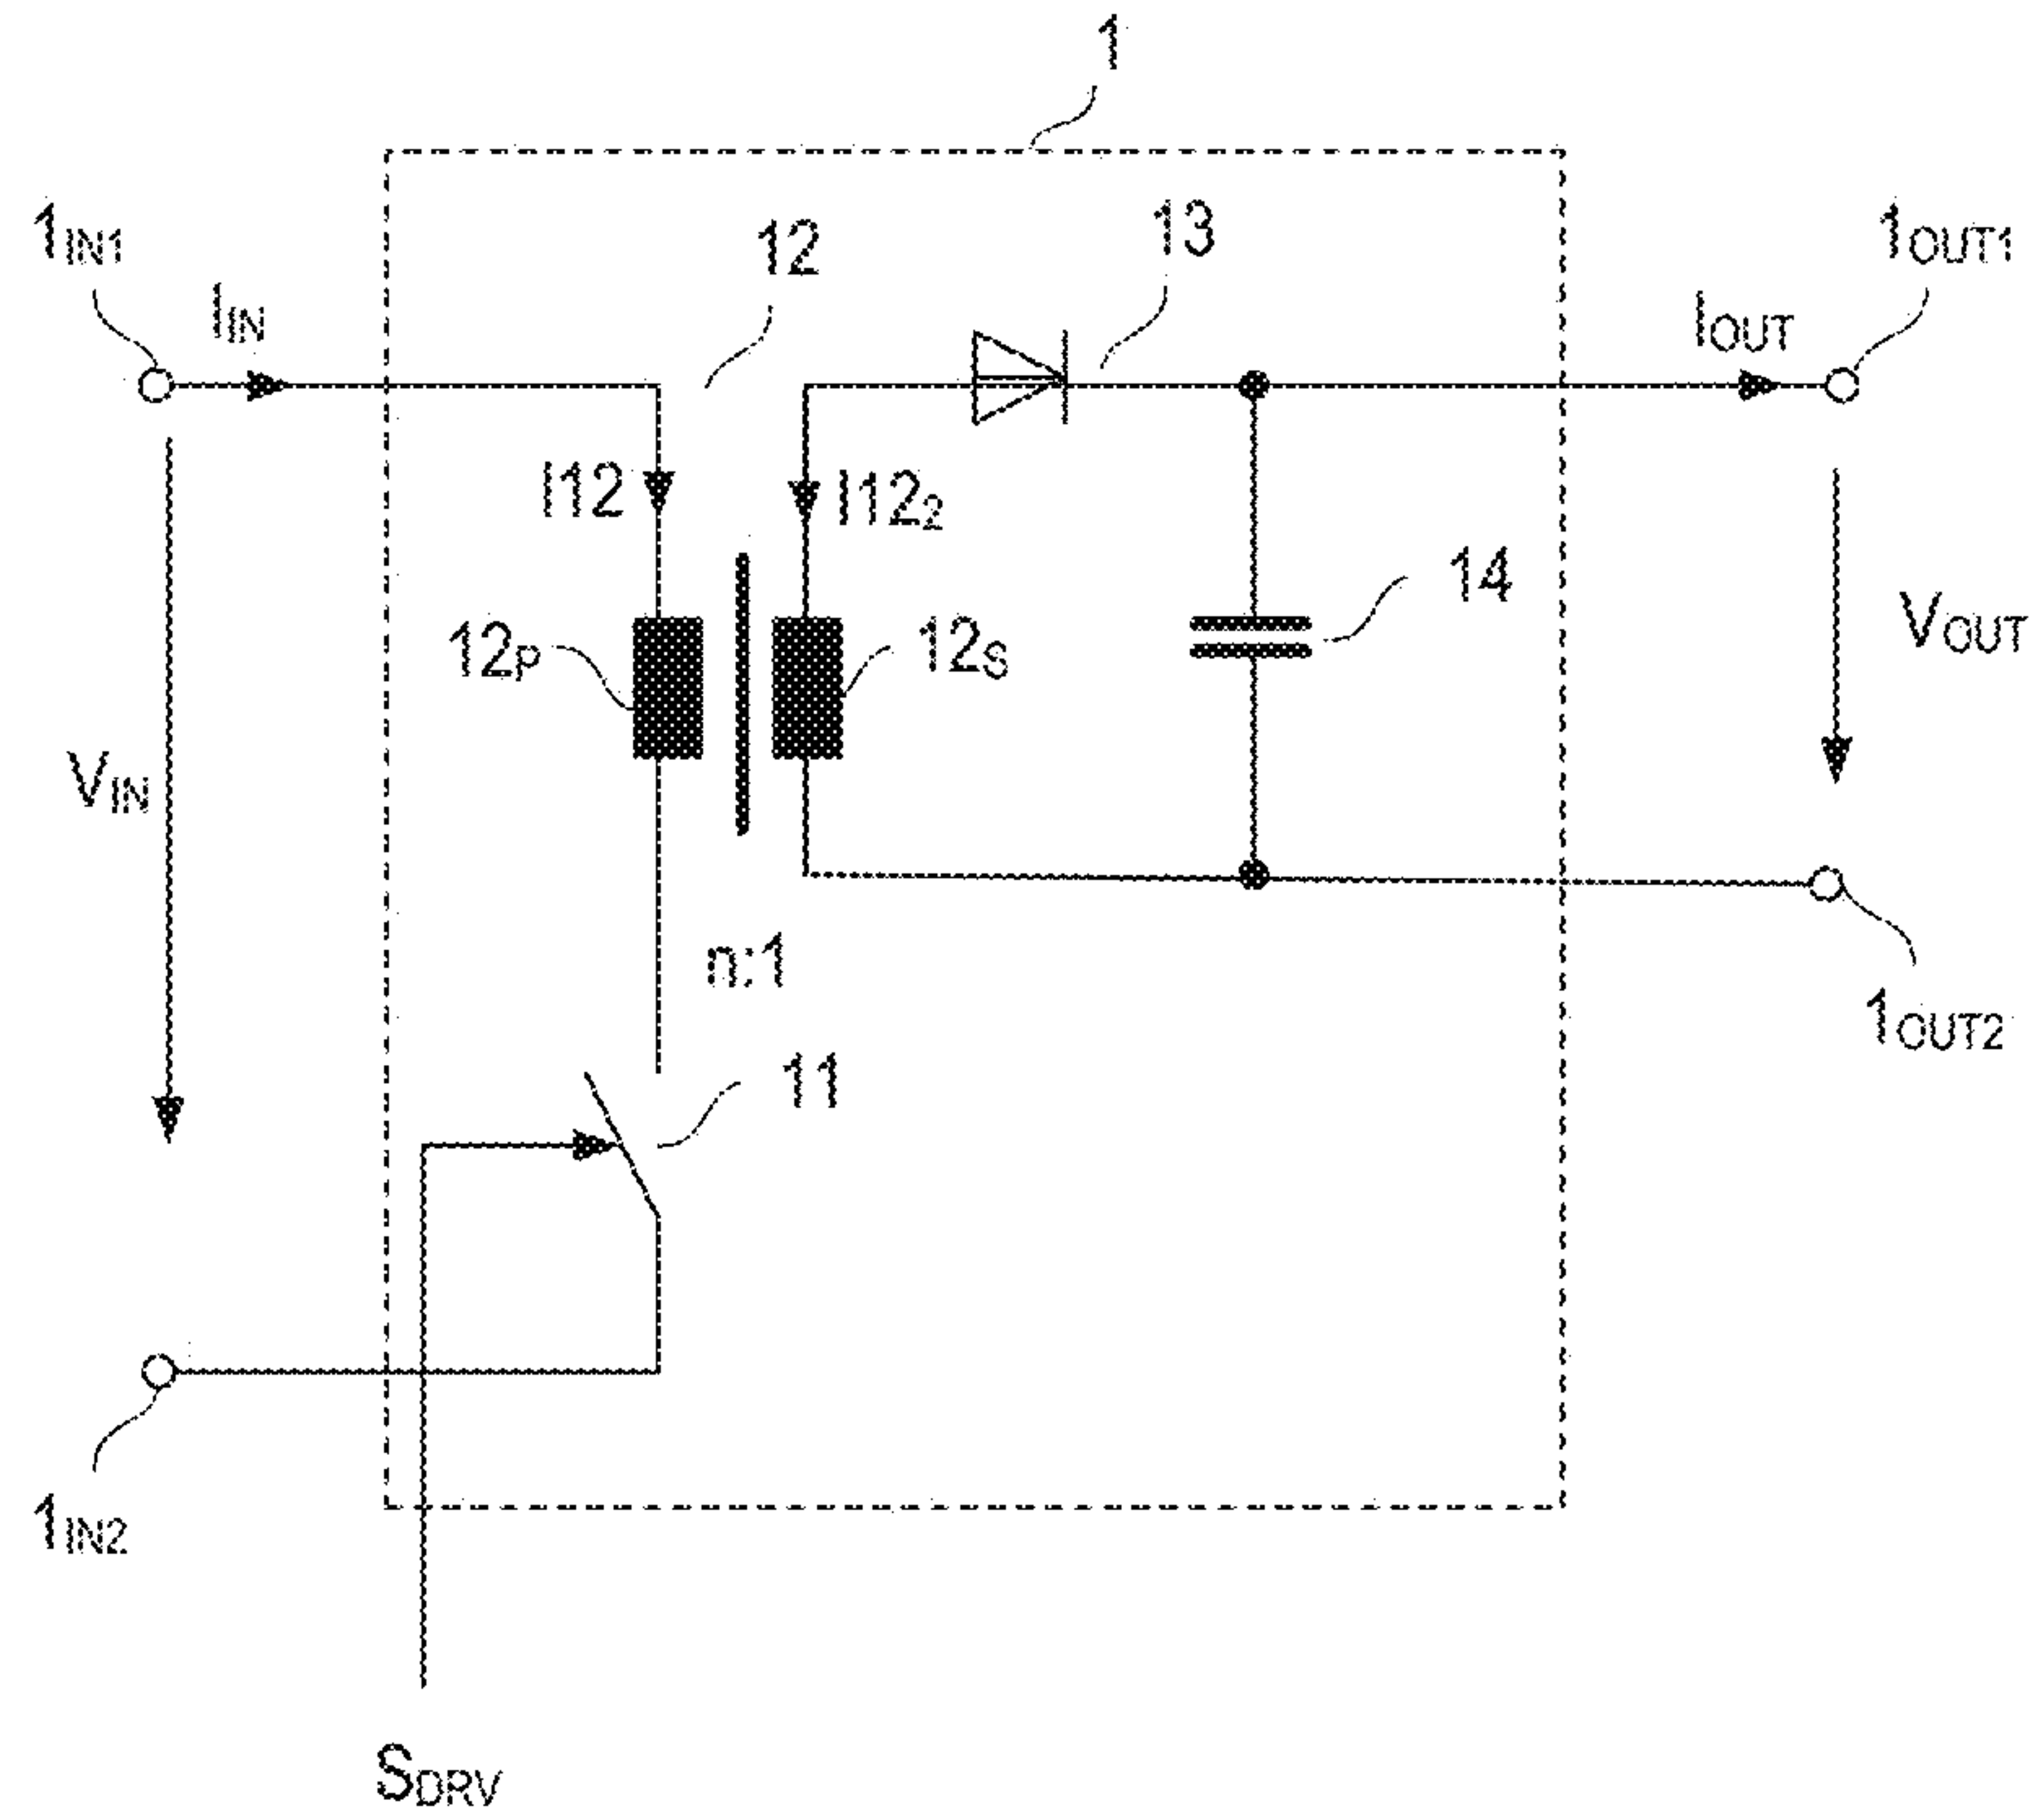 1
1IN1
IIN
12
13
1OUT1
IOUT
I12
I122
12P
12S
14
VOUT
VIN
n:1
1OUT2
11
1IN2
SDRV